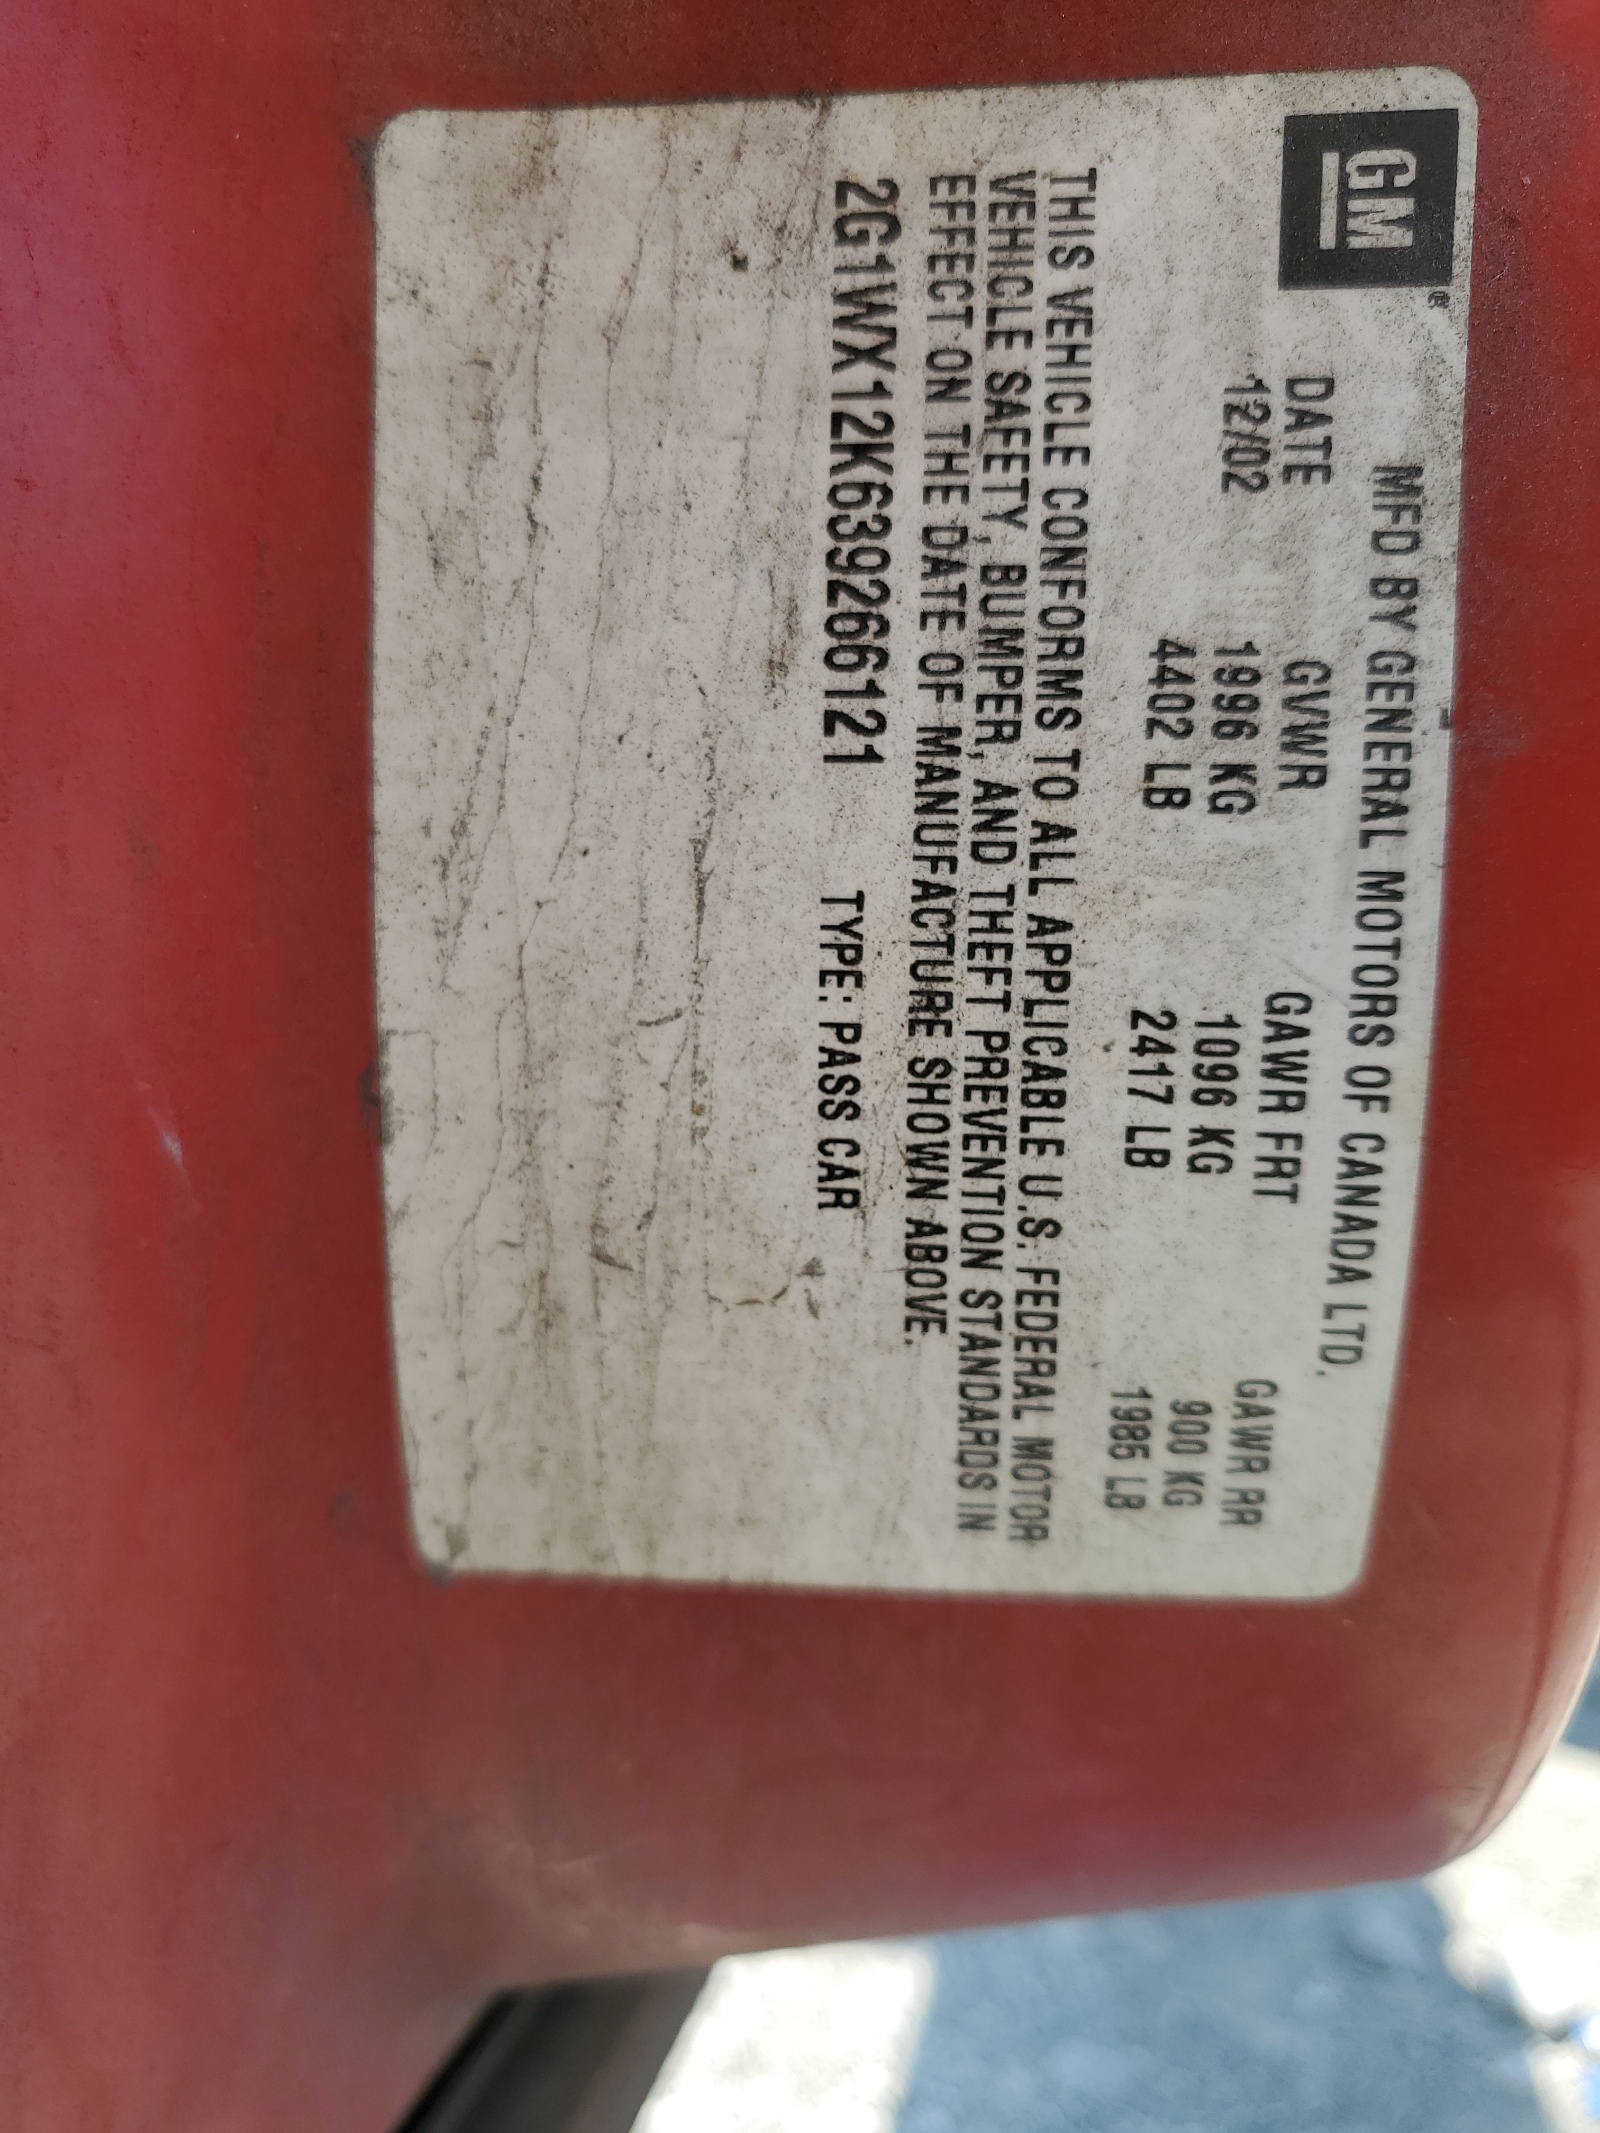 GM®
MFD BY GENERAL MOTORS OF CANADA LTD.
DATE GVWR GAWR FRT GAWR RR
12/02 1996 KG 1096 KG 900 KG
4402 LB 2417 LB 1985 LB
THIS VEHICLE CONFORMS TO ALL APPLICABLE U.S. FEDERAL MOTOR
VEHICLE SAFETY, BUMPER, AND THEFT PREVENTION STANDARDS IN
EFFECT ON THE DATE OF MANUFACTURE SHOWN ABOVE.
2G1WX12K639266121 TYPE: PASS CAR